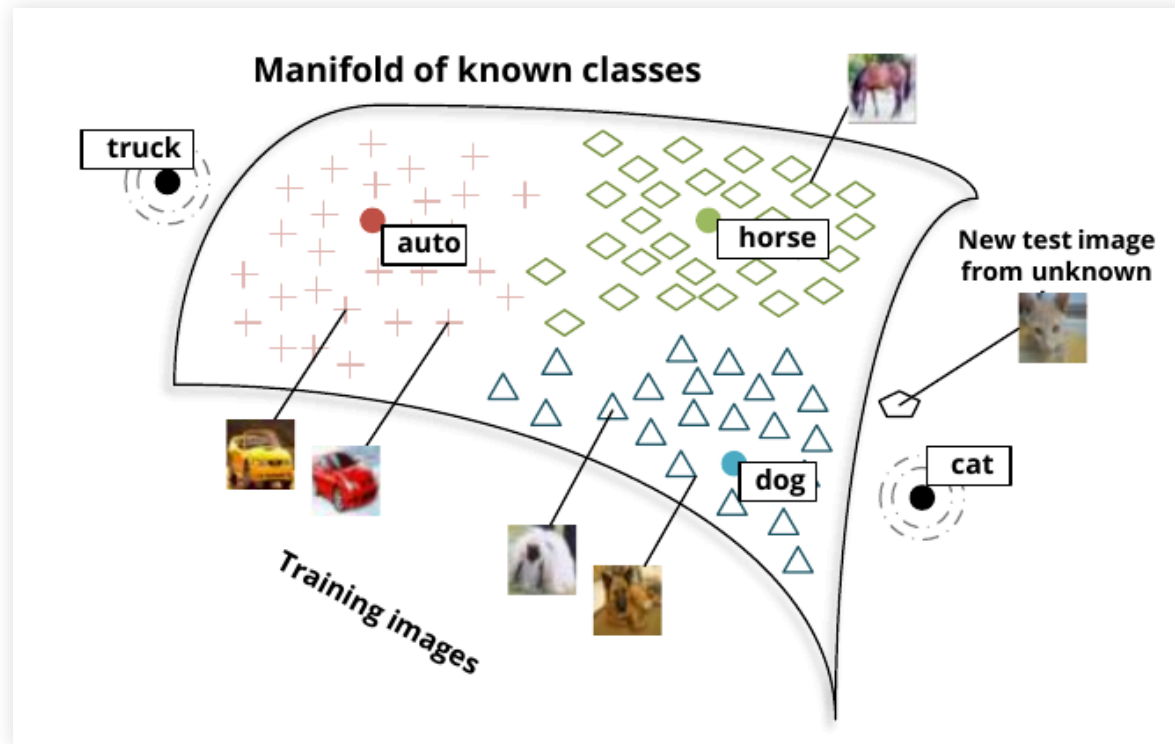 Manifold of known classes
truck
auto
horse
New test image
from unknown
cat
dog
Training images